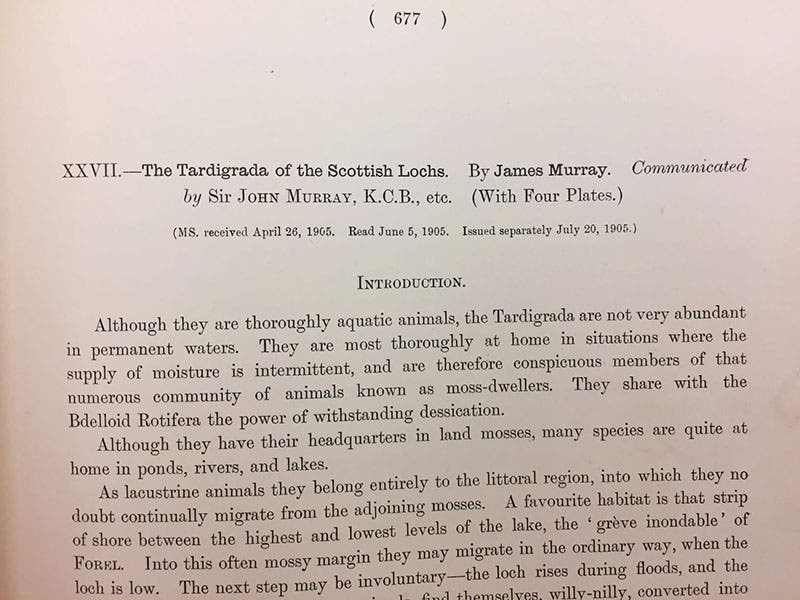 ( 677 )
XXVII.—The Tardigrada of the Scottish Lochs. By James Murray. Communicated
by Sir John Murray, K.C.B., etc. (With Four Plates.)
(MS. received April 26, 1905. Read June 5, 1905. Issued separately July 20, 1905.)
Introduction.
Although they are thoroughly aquatic animals, the Tardigrada are not very abundant
in permanent waters. They are most thoroughly at home in situations where the
supply of moisture is intermittent, and are therefore conspicuous members of that
numerous community of animals known as moss-dwellers. They share with the
Bdelloid Rotifera the power of withstanding dessication.
Although they have their headquarters in land mosses, many species are quite at
home in ponds, rivers, and lakes.
As lacustrine animals they belong entirely to the littoral region, into which they no
doubt continually migrate from the adjoining mosses. A favourite habitat is that strip
of shore between the highest and lowest levels of the lake, the ‘grève inondable’ of
Forel. Into this often mossy margin they may migrate in the ordinary way, when the
loch is low. The next step may be involuntary—the loch rises during floods, and the
find themselves, willy-nilly, converted into